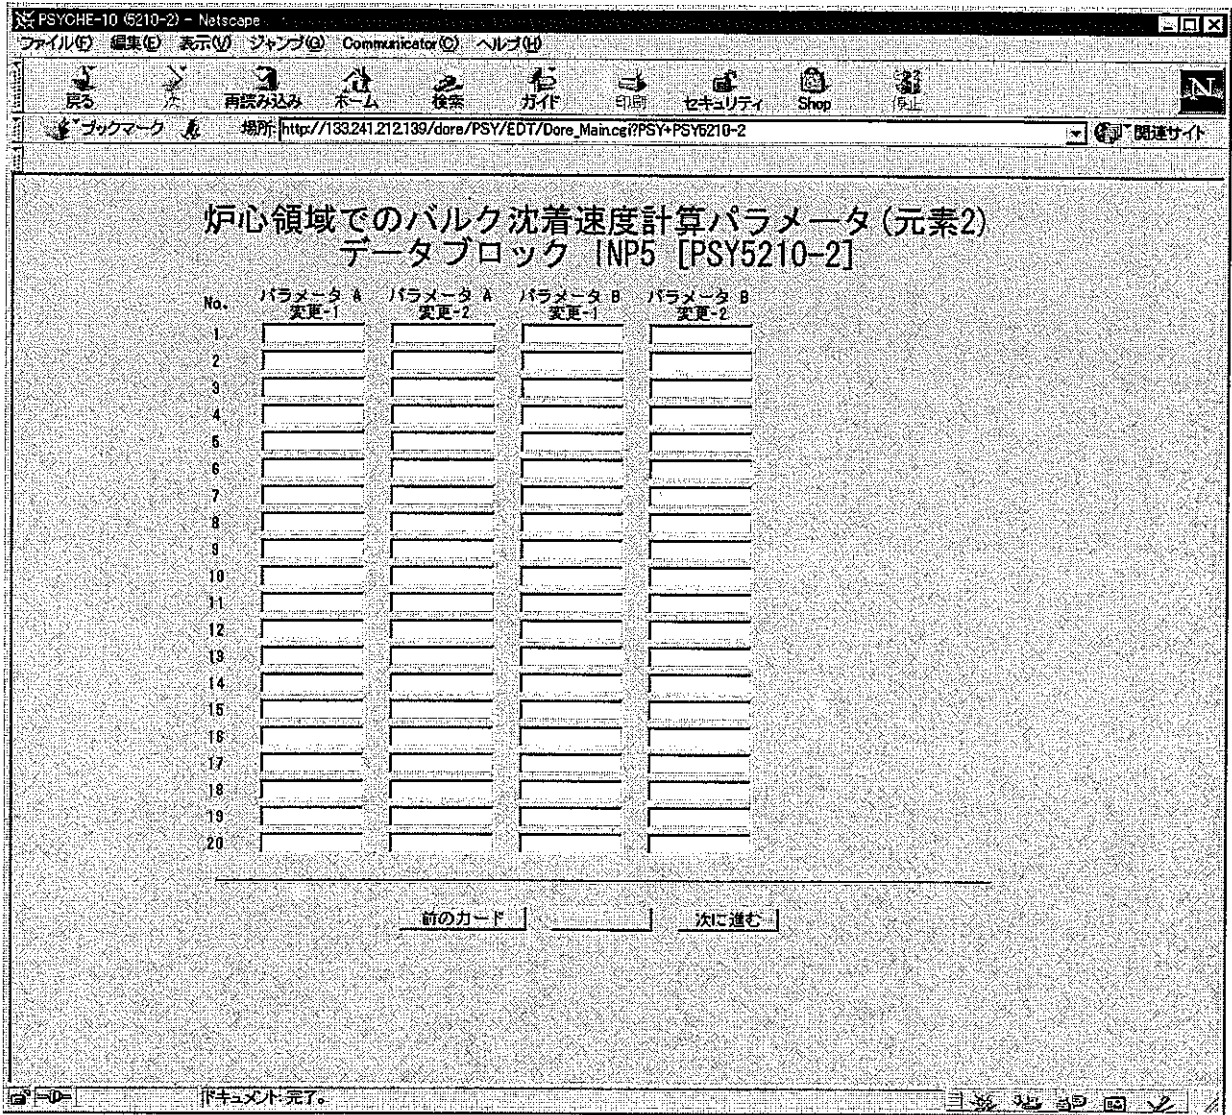 PSYCHE-10 (5210-2) - Netscape
ファイル(F) 編集(E) 表示(V) ジャンプ(G) Communicator(C) ヘルプ(H)
戻る 次 再読み込み ホーム 検索 ガイド 印刷 セキュリティ Shop 停止
N
ブックマーク 場所: http://133.241.212.139/dora/PSY/EDT/Dore_Main.cgi?PSY+PSY5210-2 関連サイト
炉心領域でのバルク沈着速度計算パラメータ(元素2)
データブロック INP5 [PSY5210-2]
No. パラメータ A パラメータ A パラメータ B パラメータ B
変更-1 変更-2 変更-1 変更-2
1
2
3
4
5
6
7
8
9
10
11
12
13
14
15
16
17
18
19
20
前のカード 次に進む
ドキュメント: 完了。